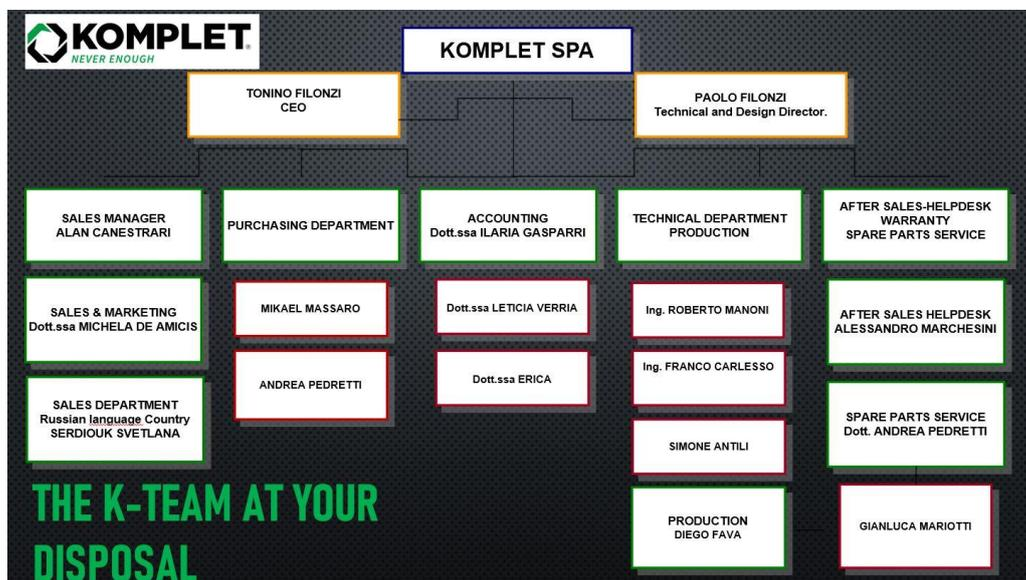 KOMPLET
NEVER ENOUGH
KOMPLET SPA
TONINO FILONZI
CEO
PAOLO FILONZI
Technical and Design Director.
SALES MANAGER
ALAN CANESTRARI
PURCHASING DEPARTMENT
ACCOUNTING
Dott.ssa ILARIA GASPARRI
TECHNICAL DEPARTMENT
PRODUCTION
AFTER SALES-HELPDESK
WARRANTY
SPARE PARTS SERVICE
SALES & MARKETING
Dott.ssa MICHELA DE AMICIS
MIKAEL MASSARO
Dott.ssa LETICIA VERRIA
Ing. ROBERTO MANONI
AFTER SALES HELPDESK
ALESSANDRO MARCHESINI
ANDREA PEDRETTI
Dott.ssa ERICA
Ing. FRANCO CARLESSO
SALES DEPARTMENT
Russian language Country
SERDIOUK SVETLANA
SIMONE ANTILI
SPARE PARTS SERVICE
Dott. ANDREA PEDRETTI
PRODUCTION
DIEGO FAVA
GIANLUCA MARIOTTI
THE K-TEAM AT YOUR
DISPOSAL